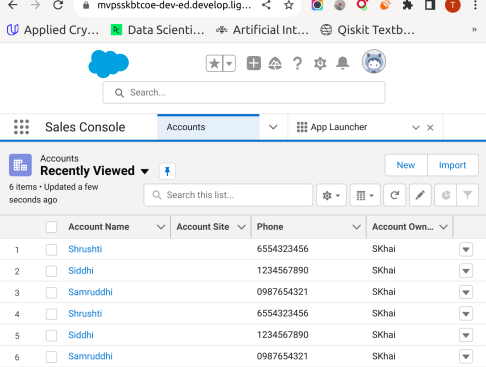 mvpsskbtcoe-dev-ed.develop.lig…
T
Applied Cry… Data Scienti… Artificial Int… Qiskit Textb… »
Search...
Sales Console Accounts App Launcher
Accounts
Recently Viewed
New Import
6 items • Updated a few seconds ago
Search this list...
Account Name Account Site Phone Account Own...
1 Shrushti 6554323456 SKhai
2 Siddhi 1234567890 SKhai
3 Samruddhi 0987654321 SKhai
4 Shrushti 6554323456 SKhai
5 Siddhi 1234567890 SKhai
6 Samruddhi 0987654321 SKhai